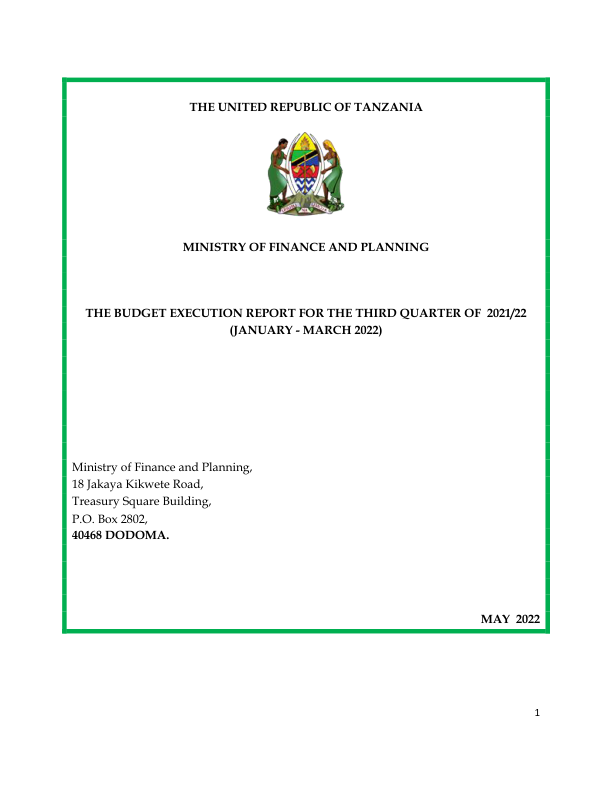 THE UNITED REPUBLIC OF TANZANIA
MINISTRY OF FINANCE AND PLANNING
THE BUDGET EXECUTION REPORT FOR THE THIRD QUARTER OF 2021/22
(JANUARY - MARCH 2022)
Ministry of Finance and Planning,
18 Jakaya Kikwete Road,
Treasury Square Building,
P.O. Box 2802,
40468 DODOMA.
MAY 2022
1